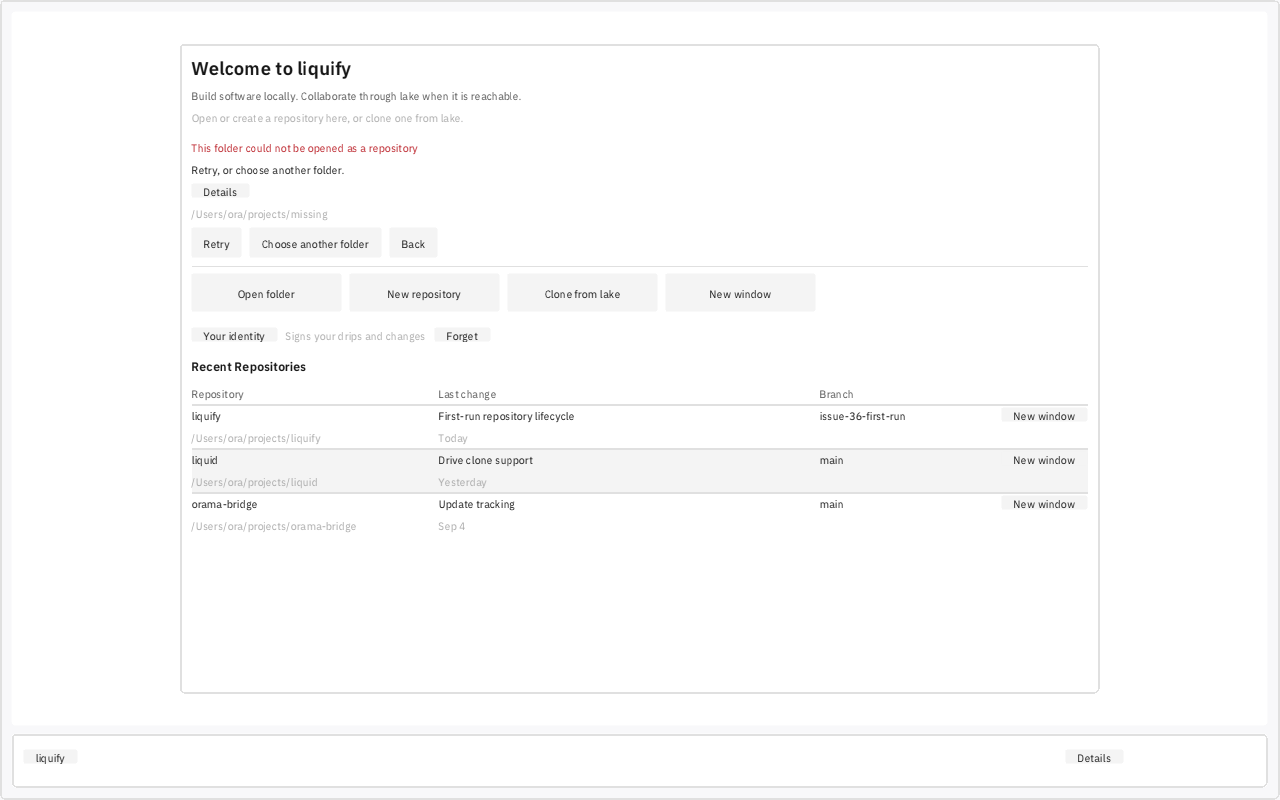 Welcome to liquify
Build software locally. Collaborate through lake when it is reachable.
Open or create a repository here, or clone one from lake.
This folder could not be opened as a repository
Retry, or choose another folder.
Details
/Users/ora/projects/missing
Retry Choose another folder Back
Open folder New repository Clone from lake New window
Your identity Signs your drips and changes Forget
Recent Repositories
Repository Last change Branch
liquify First-run repository lifecycle issue-36-first-run New window
/Users/ora/projects/liquify Today
liquid Drive clone support main New window
/Users/ora/projects/liquid Yesterday
orama-bridge Update tracking main New window
/Users/ora/projects/orama-bridge Sep 4
liquify Details